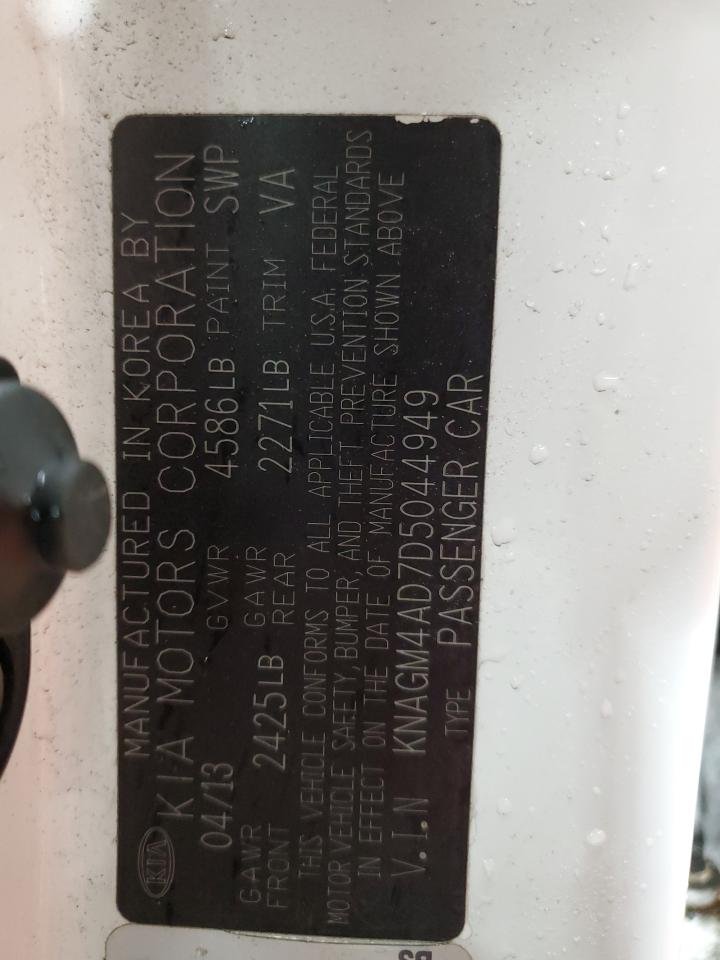 MANUFACTURED IN KOREA BY
KIA KIA MOTORS CORPORATION
04/13 GVWR 4586LB PAINT SWP
GAWR FRONT 2425LB GAWR REAR 2271LB TRIM VA
THIS VEHICLE CONFORMS TO ALL APPLICABLE U.S.A. FEDERAL
MOTOR VEHICLE SAFETY, BUMPER, AND THEFT PREVENTION STANDARDS
IN EFFECT ON THE DATE OF MANUFACTURE SHOWN ABOVE
V.I.N KNAGM4AD7D5044949
TYPE PASSENGER CAR